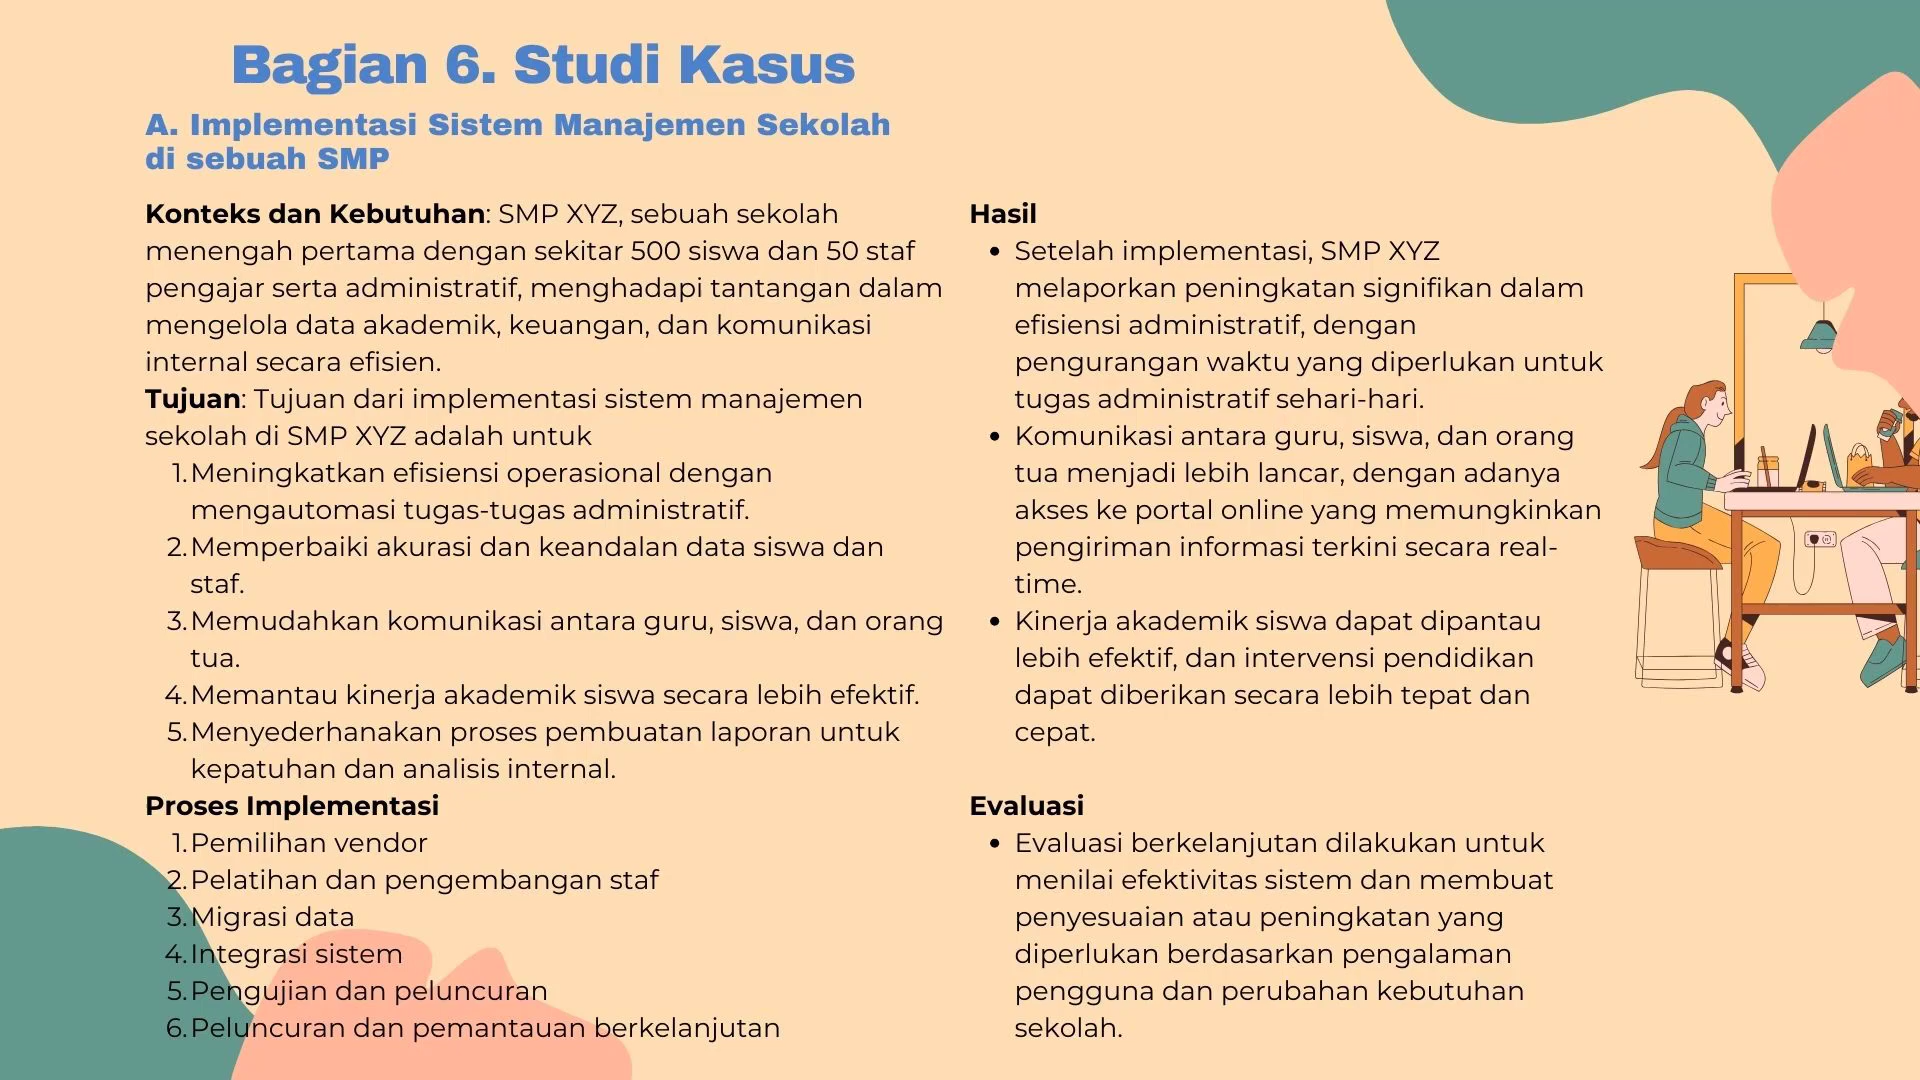 Bagian 6. Studi Kasus
A. Implementasi Sistem Manajemen Sekolah
di sebuah SMP
Konteks dan Kebutuhan: SMP XYZ, sebuah sekolah
menengah pertama dengan sekitar 500 siswa dan 50 staf
pengajar serta administratif, menghadapi tantangan dalam
mengelola data akademik, keuangan, dan komunikasi
internal secara efisien.
Tujuan: Tujuan dari implementasi sistem manajemen
sekolah di SMP XYZ adalah untuk
1. Meningkatkan efisiensi operasional dengan
mengautomasi tugas-tugas administratif.
2. Memperbaiki akurasi dan keandalan data siswa dan
staf.
3. Memudahkan komunikasi antara guru, siswa, dan orang
tua.
4. Memantau kinerja akademik siswa secara lebih efektif.
5. Menyederhanakan proses pembuatan laporan untuk
kepatuhan dan analisis internal.
Proses Implementasi
1. Pemilihan vendor
2. Pelatihan dan pengembangan staf
3. Migrasi data
4. Integrasi sistem
5. Pengujian dan peluncuran
6. Peluncuran dan pemantauan berkelanjutan
Hasil
• Setelah implementasi, SMP XYZ
melaporkan peningkatan signifikan dalam
efisiensi administratif, dengan
pengurangan waktu yang diperlukan untuk
tugas administratif sehari-hari.
• Komunikasi antara guru, siswa, dan orang
tua menjadi lebih lancar, dengan adanya
akses ke portal online yang memungkinkan
pengiriman informasi terkini secara real-
time.
• Kinerja akademik siswa dapat dipantau
lebih efektif, dan intervensi pendidikan
dapat diberikan secara lebih tepat dan
cepat.
Evaluasi
• Evaluasi berkelanjutan dilakukan untuk
menilai efektivitas sistem dan membuat
penyesuaian atau peningkatan yang
diperlukan berdasarkan pengalaman
pengguna dan perubahan kebutuhan
sekolah.